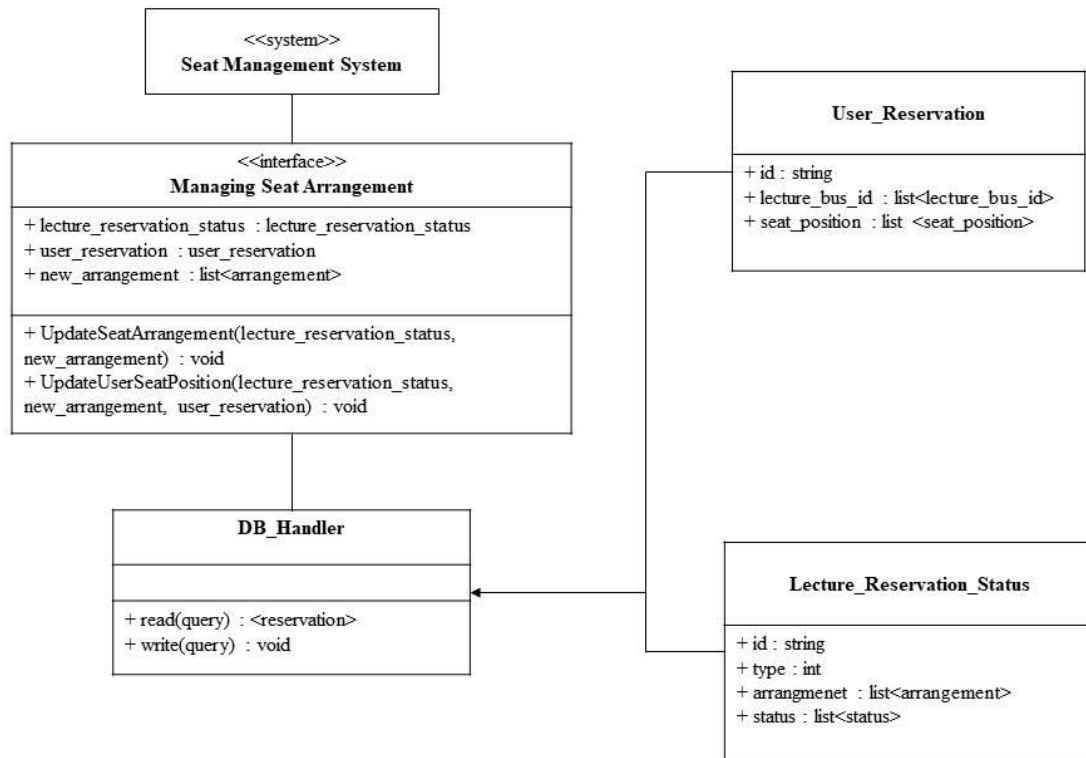 <<system>>
Seat Management System
<<interface>>
Managing Seat Arrangement
+ lecture_reservation_status : lecture_reservation_status
+ user_reservation : user_reservation
+ new_arrangement : list<arrangement>
+ UpdateSeatArrangement(lecture_reservation_status,
new_arrangement) : void
+ UpdateUserSeatPosition(lecture_reservation_status,
new_arrangement, user_reservation) : void
DB_Handler
+ read(query) : <reservation>
+ write(query) : void
User_Reservation
+ id : string
+ lecture_bus_id : list<lecture_bus_id>
+ seat_position : list <seat_position>
Lecture_Reservation_Status
+ id : string
+ type : int
+ arrangmenet : list<arrangement>
+ status : list<status>